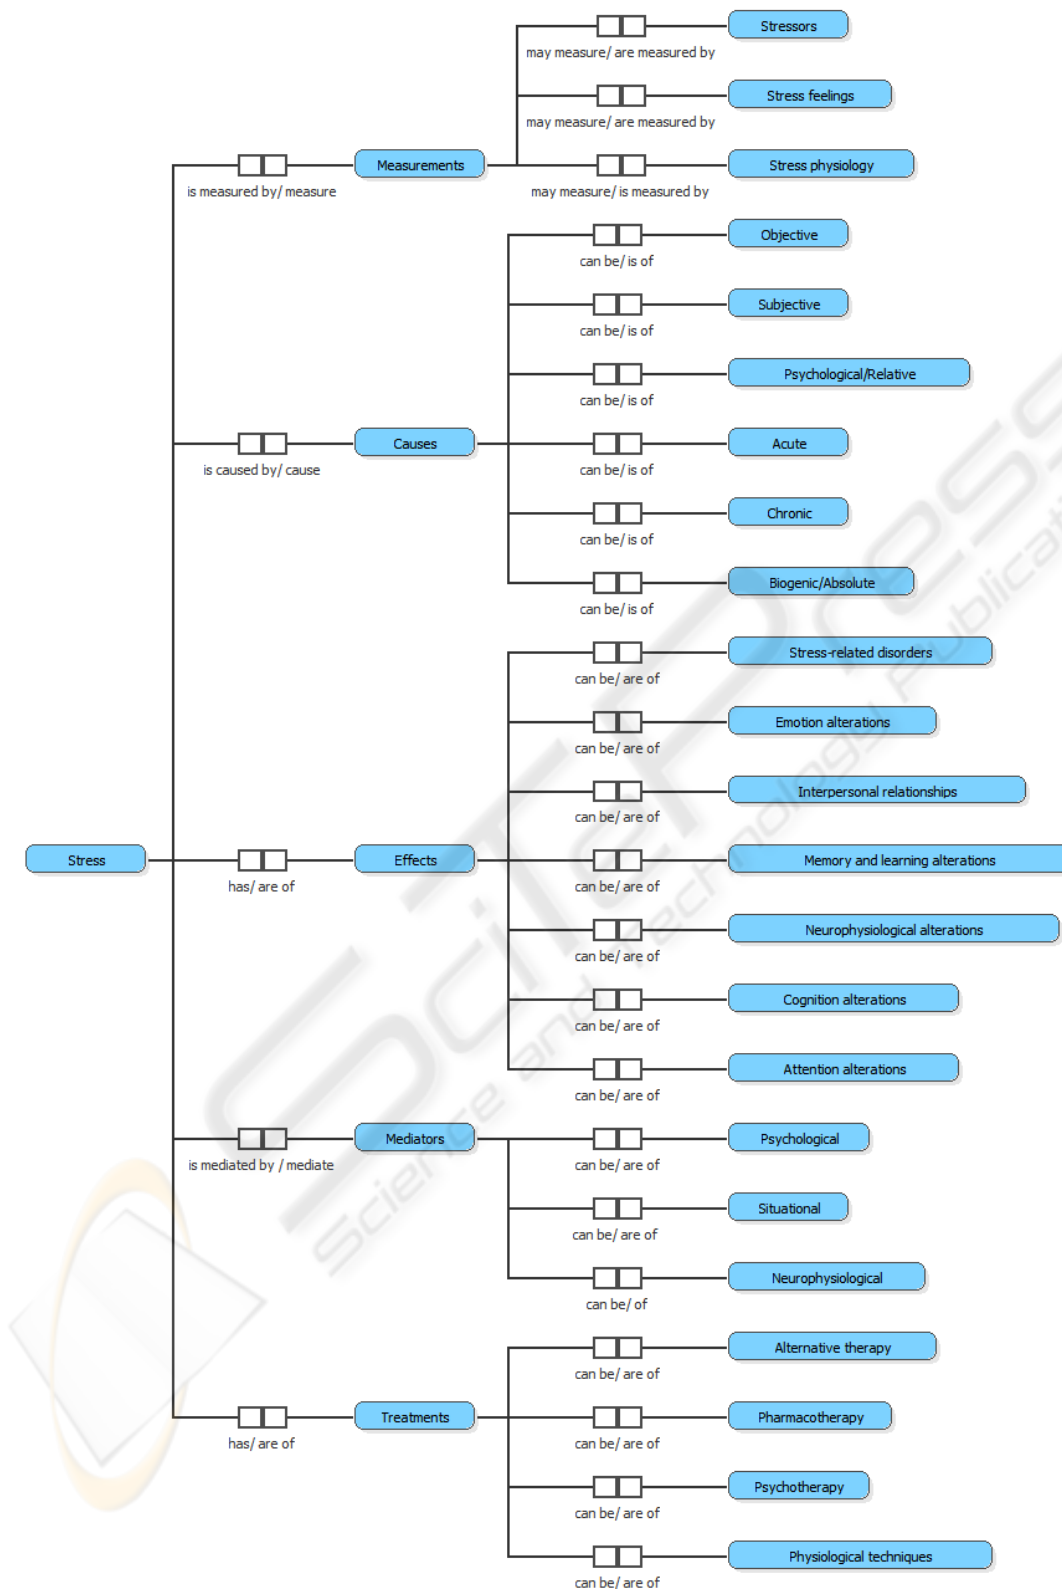 Stressors
may measure/ are measured by
Stress feelings
may measure/ are measured by
Measurements
Stress physiology
is measured by/ measure
may measure/ is measured by
Objective
can be/ is of
Subjective
can be/ is of
Psychological/Relative
can be/ is of
Causes
Acute
is caused by/ cause
can be/ is of
Chronic
can be/ is of
Biogenic/Absolute
can be/ is of
Stress-related disorders
can be/ are of
Emotion alterations
can be/ are of
Interpersonal relationships
can be/ are of
Stress
Effects
Memory and learning alterations
has/ are of
can be/ are of
Neurophysiological alterations
can be/ are of
Cognition alterations
can be/ are of
Attention alterations
can be/ are of
Mediators
Psychological
is mediated by / mediate
can be/ are of
Situational
can be/ are of
Neurophysiological
can be/ of
Alternative therapy
can be/ are of
Treatments
Pharmacotherapy
has/ are of
can be/ are of
Psychotherapy
can be/ are of
Physiological techniques
can be/ are of
SciTePress
Science and Technology Publicati